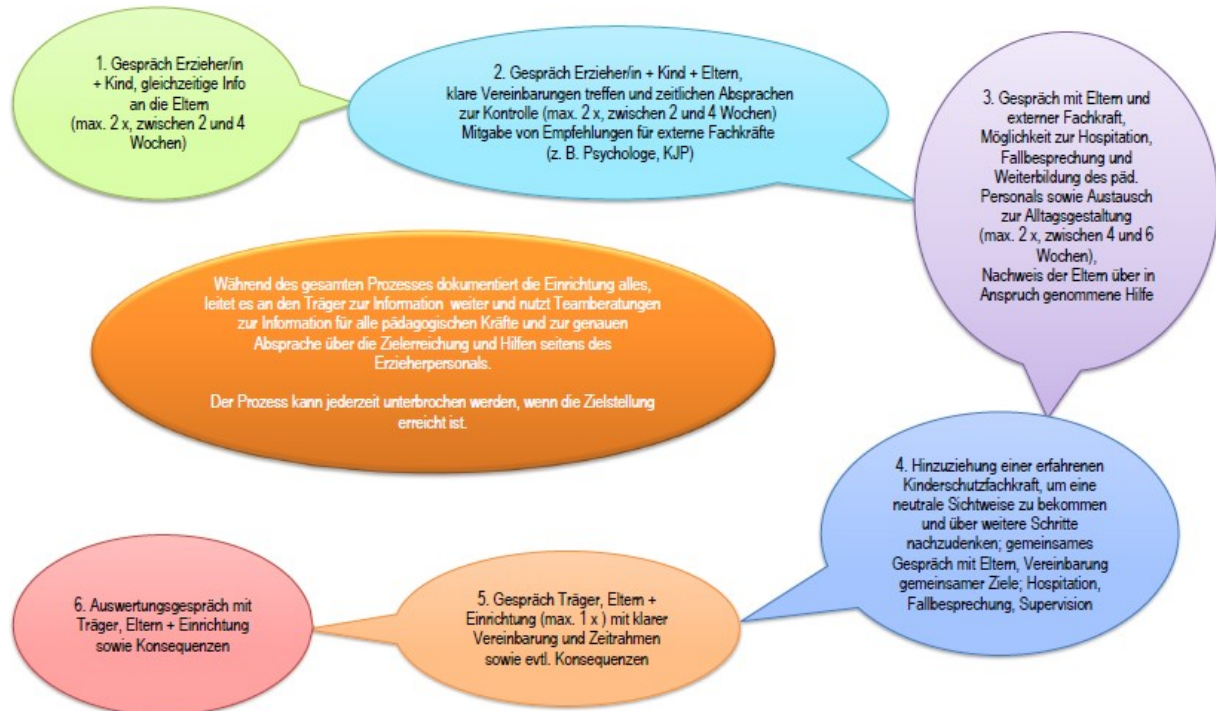 1. Gespräch Erzieher/in
+ Kind, gleichzeitige Info
an die Eltern
(max. 2 x, zwischen 2 und 4
Wochen)
2. Gespräch Erzieher/in + Kind + Eltern,
klare Vereinbarungen treffen und zeitlichen Absprachen
zur Kontrolle (max. 2 x, zwischen 2 und 4 Wochen)
Mitgabe von Empfehlungen für externe Fachkräfte
(z. B. Psychologe, KJP)
3. Gespräch mit Eltern und
externer Fachkraft,
Möglichkeit zur Hospitation,
Fallbesprechung und
Weiterbildung des päd.
Personals sowie Austausch
zur Alltagsgestaltung
(max. 2 x, zwischen 4 und 6
Wochen),
Nachweis der Eltern über in
Anspruch genommene Hilfe
Während des gesamten Prozesses dokumentiert die Einrichtung alles,
leitet es an den Träger zur Information weiter und nutzt Teamberatungen
zur Information für alle pädagogischen Kräfte und zur genauen
Absprache über die Zielerreichung und Hilfen seitens des
Erzieherpersonals.
Der Prozess kann jederzeit unterbrochen werden, wenn die Zielstellung
erreicht ist.
4. Hinzuziehung einer erfahrenen
Kinderschutzfachkraft, um eine
neutrale Sichtweise zu bekommen
und über weitere Schritte
nachzudenken; gemeinsames
Gespräch mit Eltern, Vereinbarung
gemeinsamer Ziele; Hospitation,
Fallbesprechung, Supervision
5. Gespräch Träger, Eltern +
Einrichtung (max. 1 x ) mit klarer
Vereinbarung und Zeitrahmen
sowie evtl. Konsequenzen
6. Auswertungsgespräch mit
Träger, Eltern + Einrichtung
sowie Konsequenzen